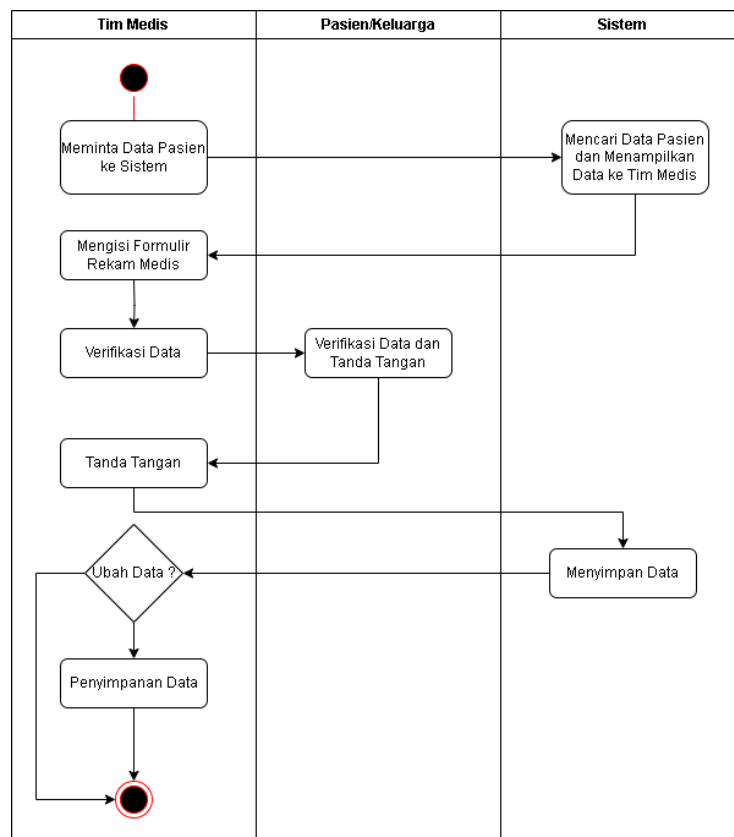 Tim Medis
Pasien/Keluarga
Sistem
Meminta Data Pasien
ke Sistem
Mencari Data Pasien
dan Menampilkan
Data ke Tim Medis
Mengisi Formulir
Rekam Medis
Verifikasi Data
Verifikasi Data dan
Tanda Tangan
Tanda Tangan
Ubah Data ?
Menyimpan Data
Penyimpanan Data